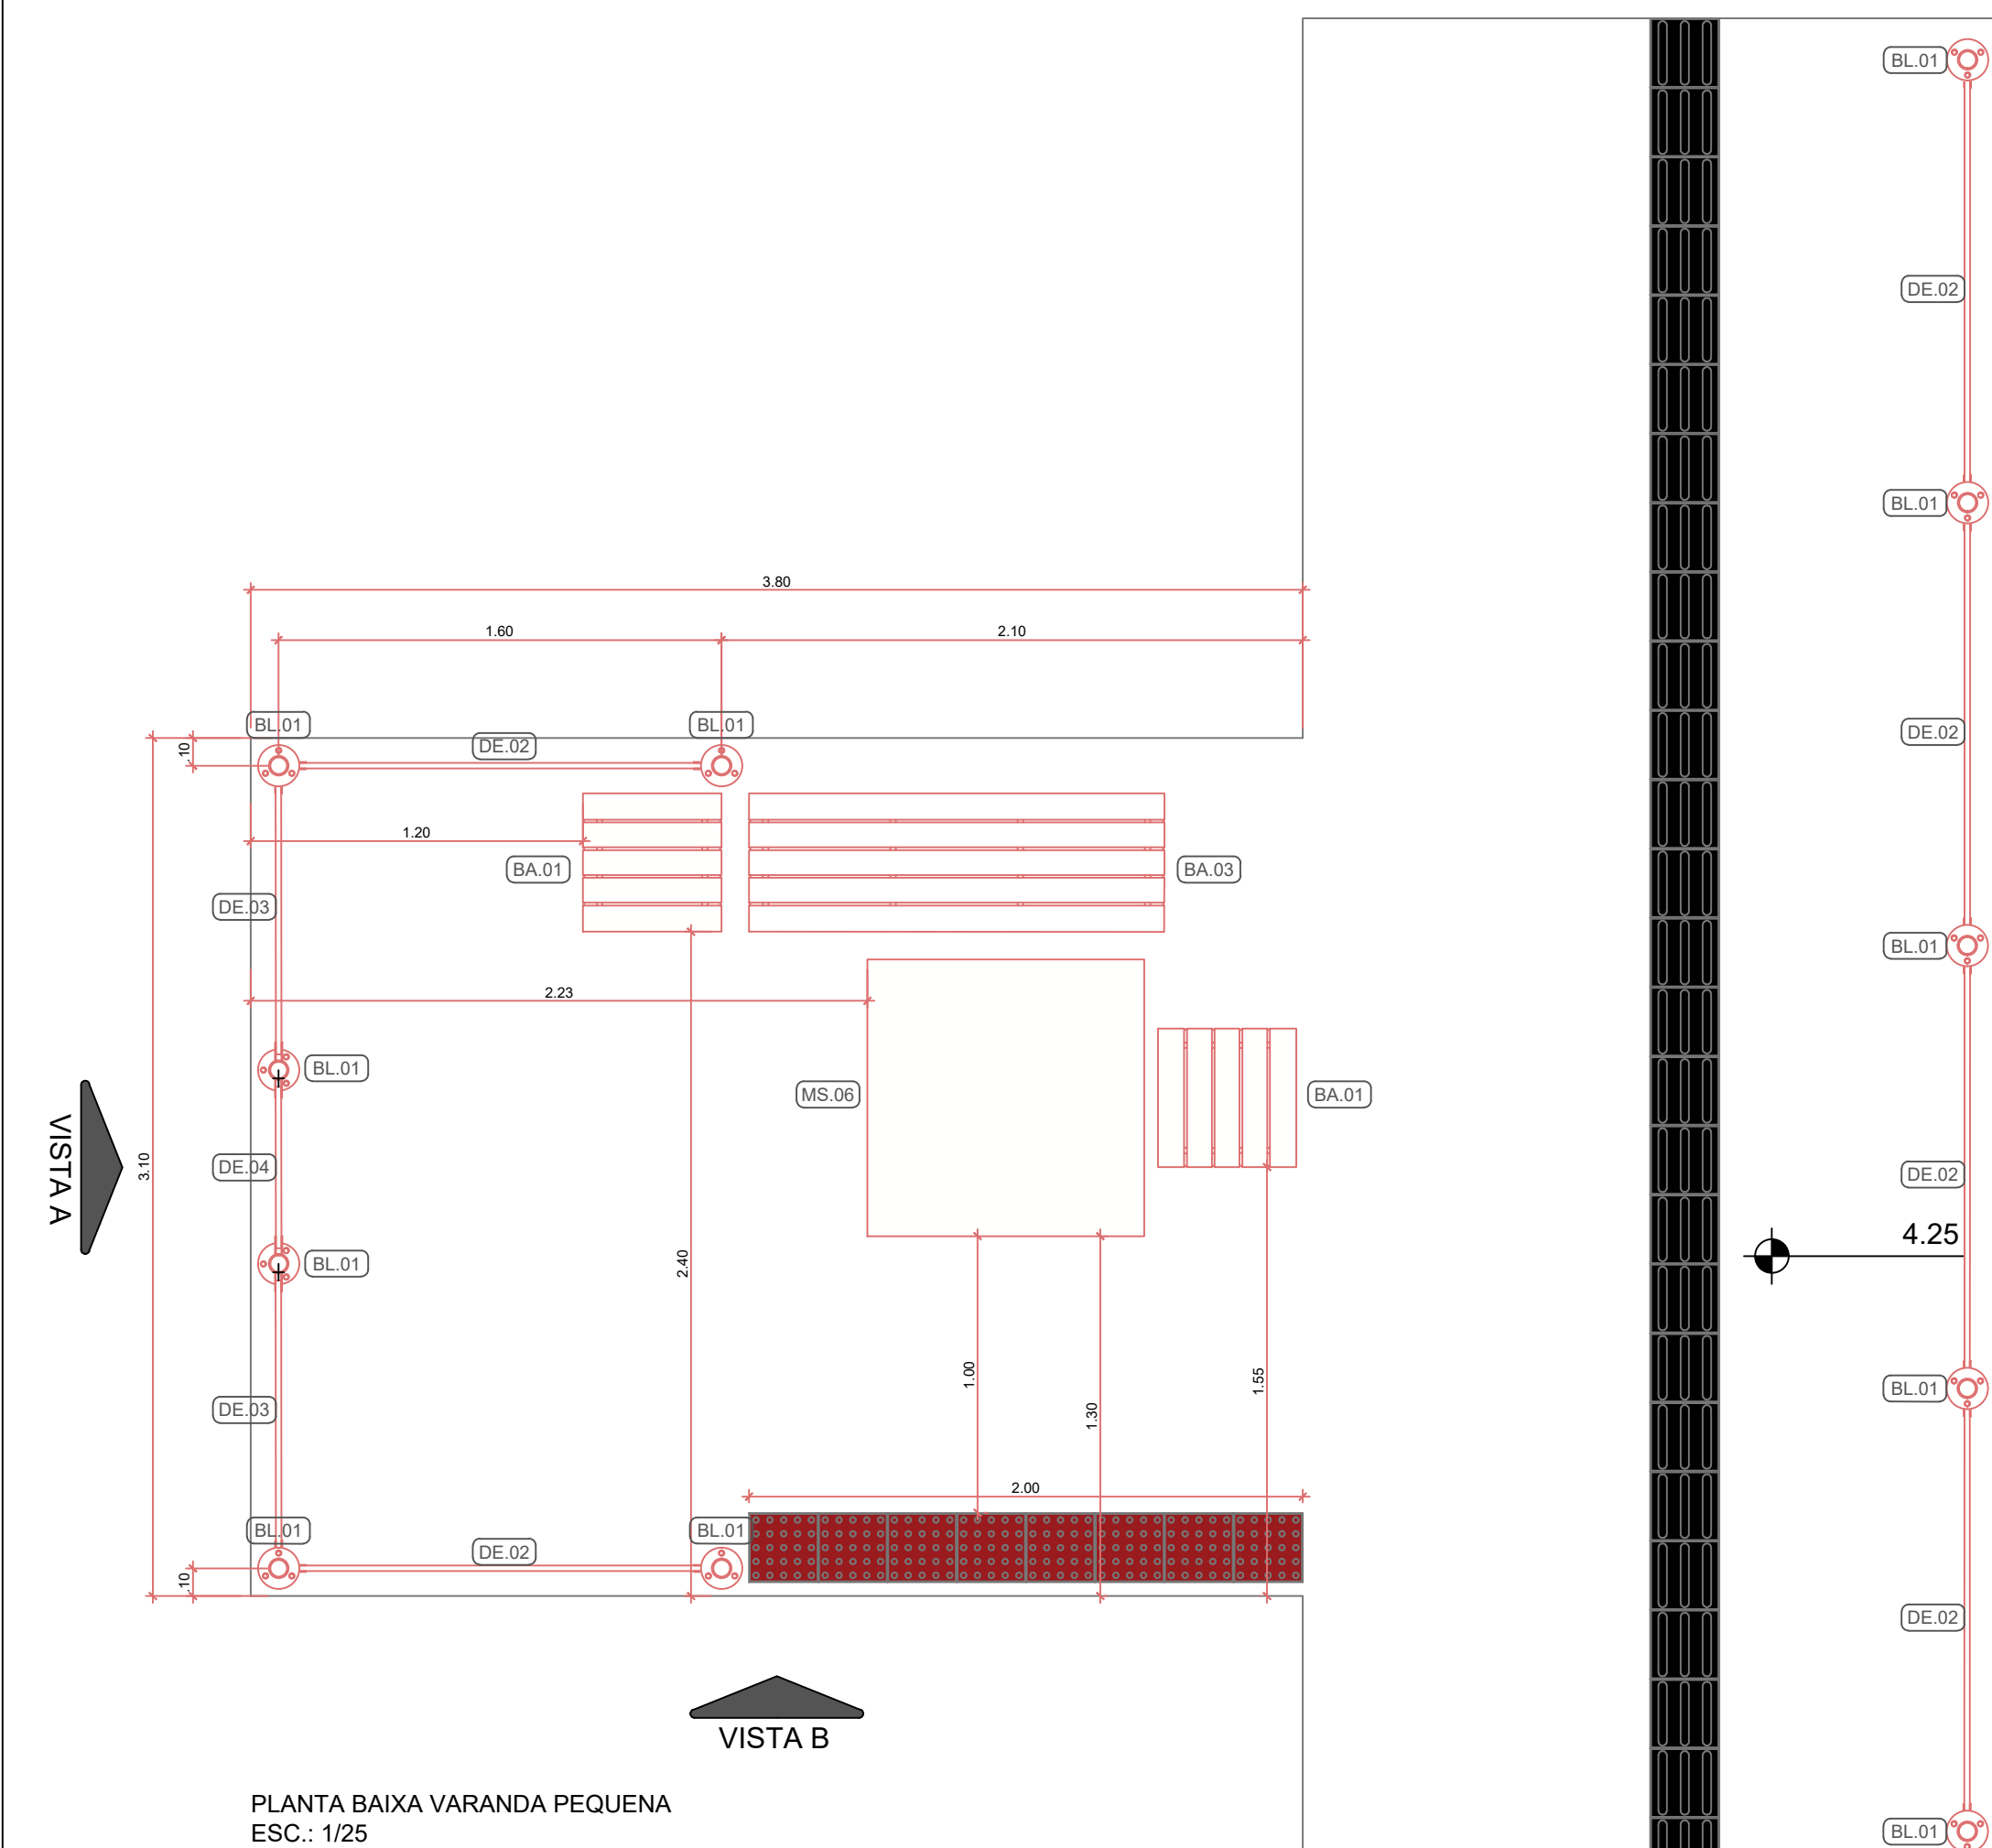 BL.01
DE.02
BL.01
3.80
1.60
2.10
BL.01
BL.01
DE.02
.10
DE.02
1.20
BA.01
BA.03
DE.03
BL.01
2.23
BL.01
MS.06
BA.01
VISTA A
3.10
DE.04
DE.02
4.25
2.40
BL.01
1.00
1.55
1.30
BL.01
DE.03
2.00
BL.01
BL.01
DE.02
.10
DE.02
VISTA B
PLANTA BAIXA VARANDA PEQUENA
ESC.: 1/25
BL.01